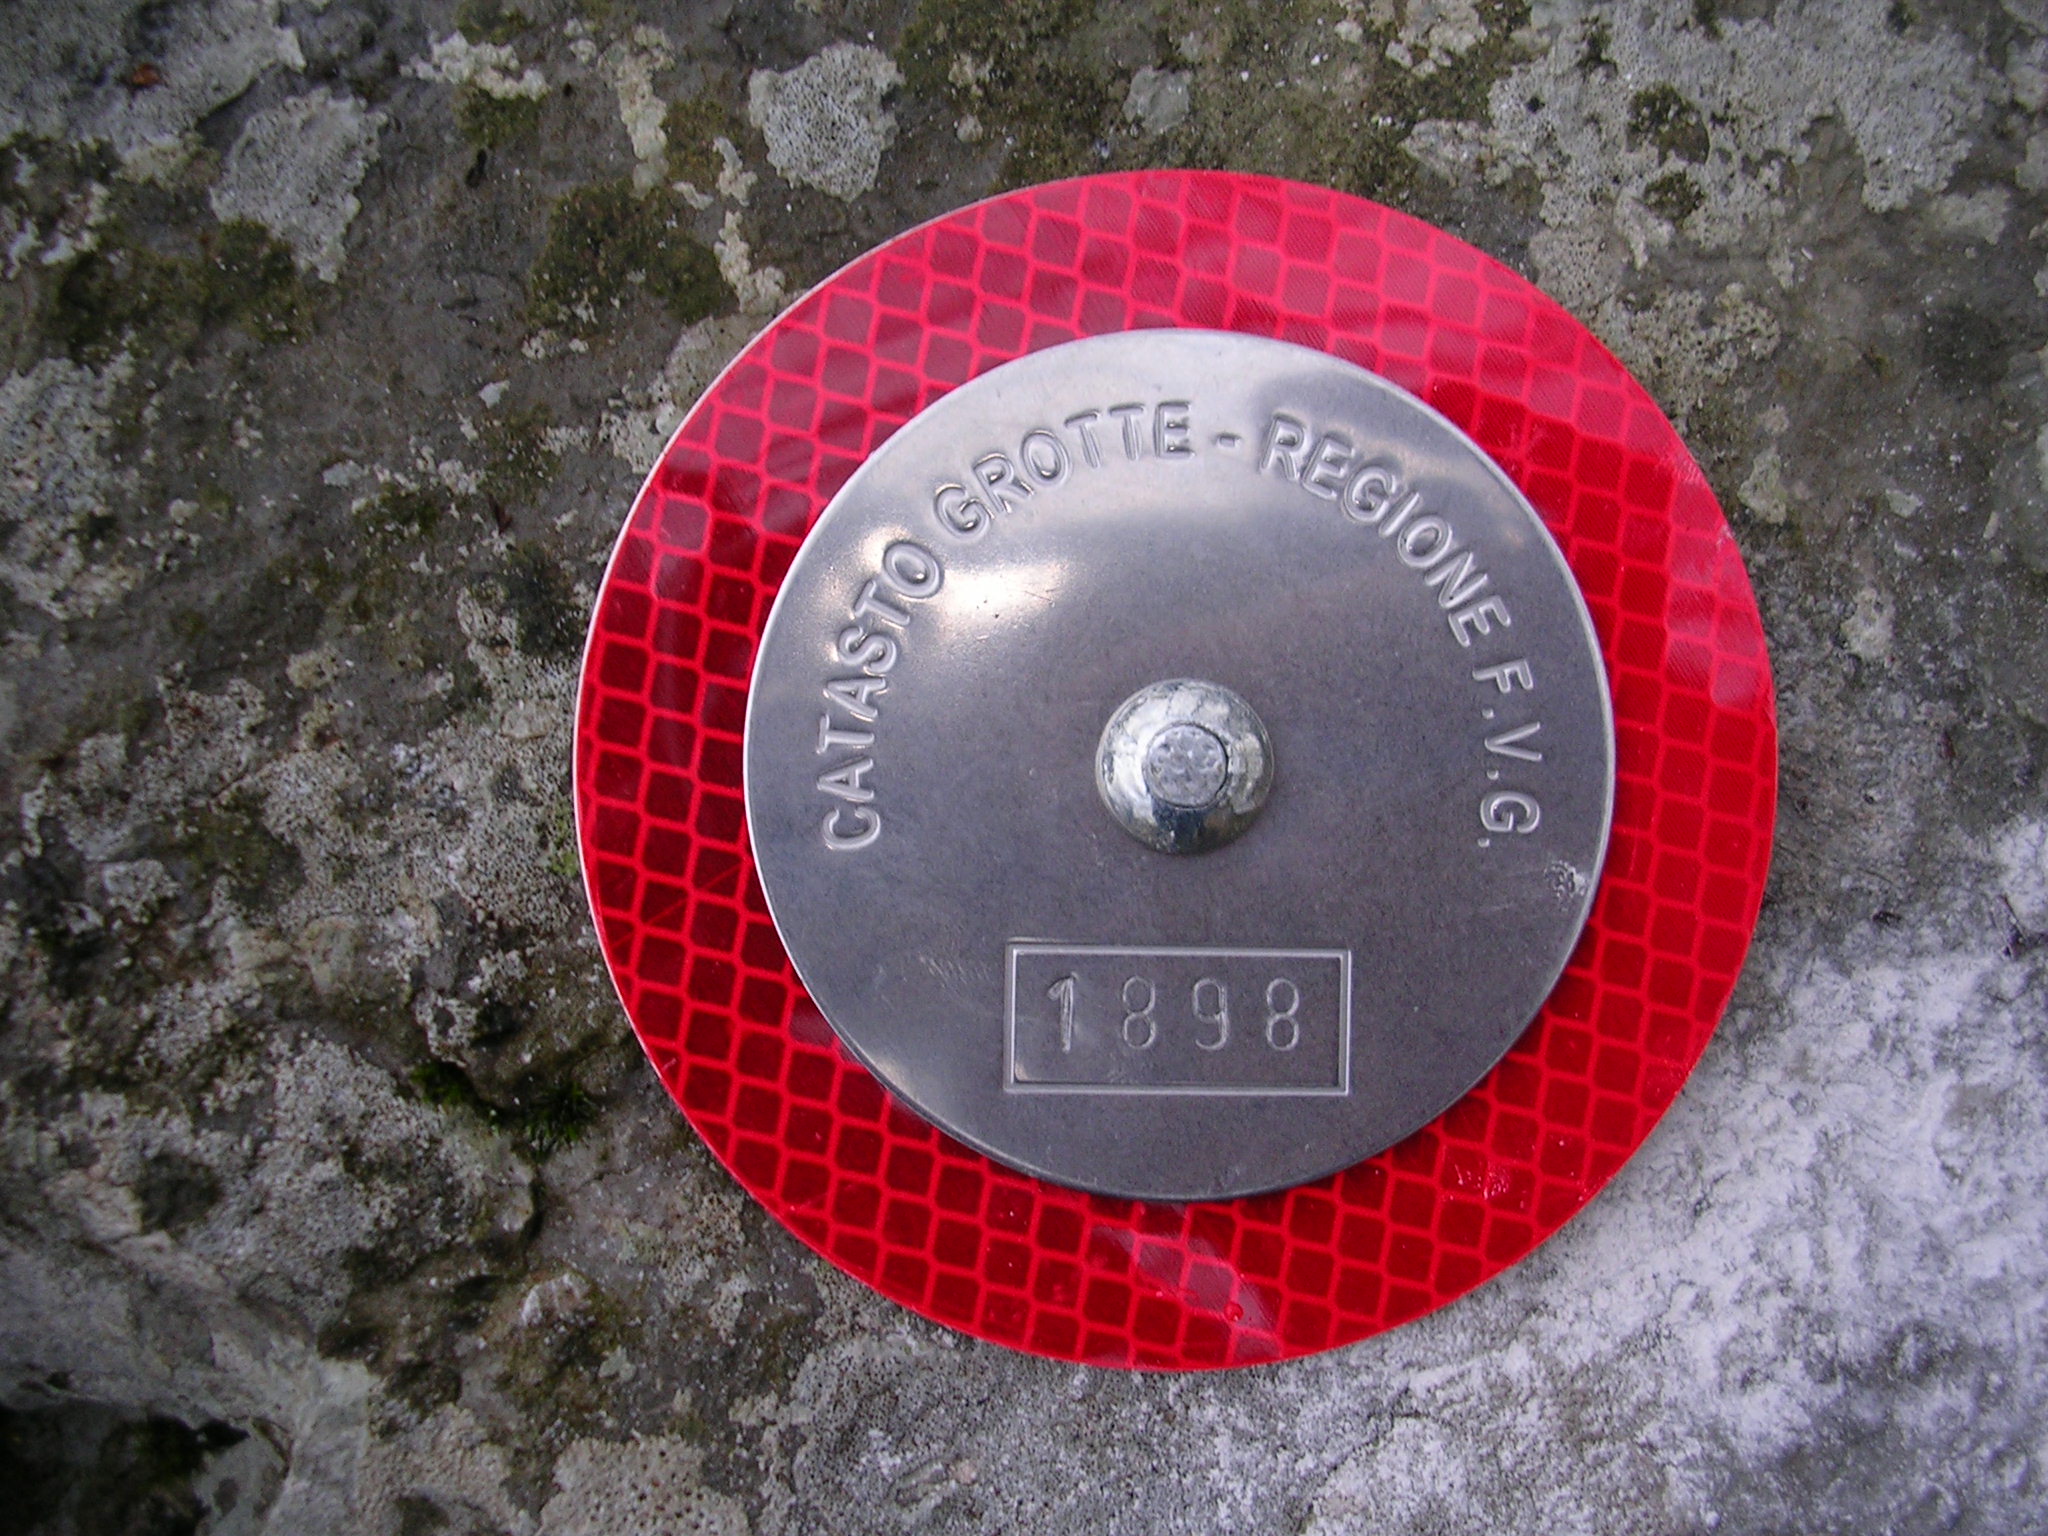 CATASTO GROTTE - REGIONE F.V.G.
1898